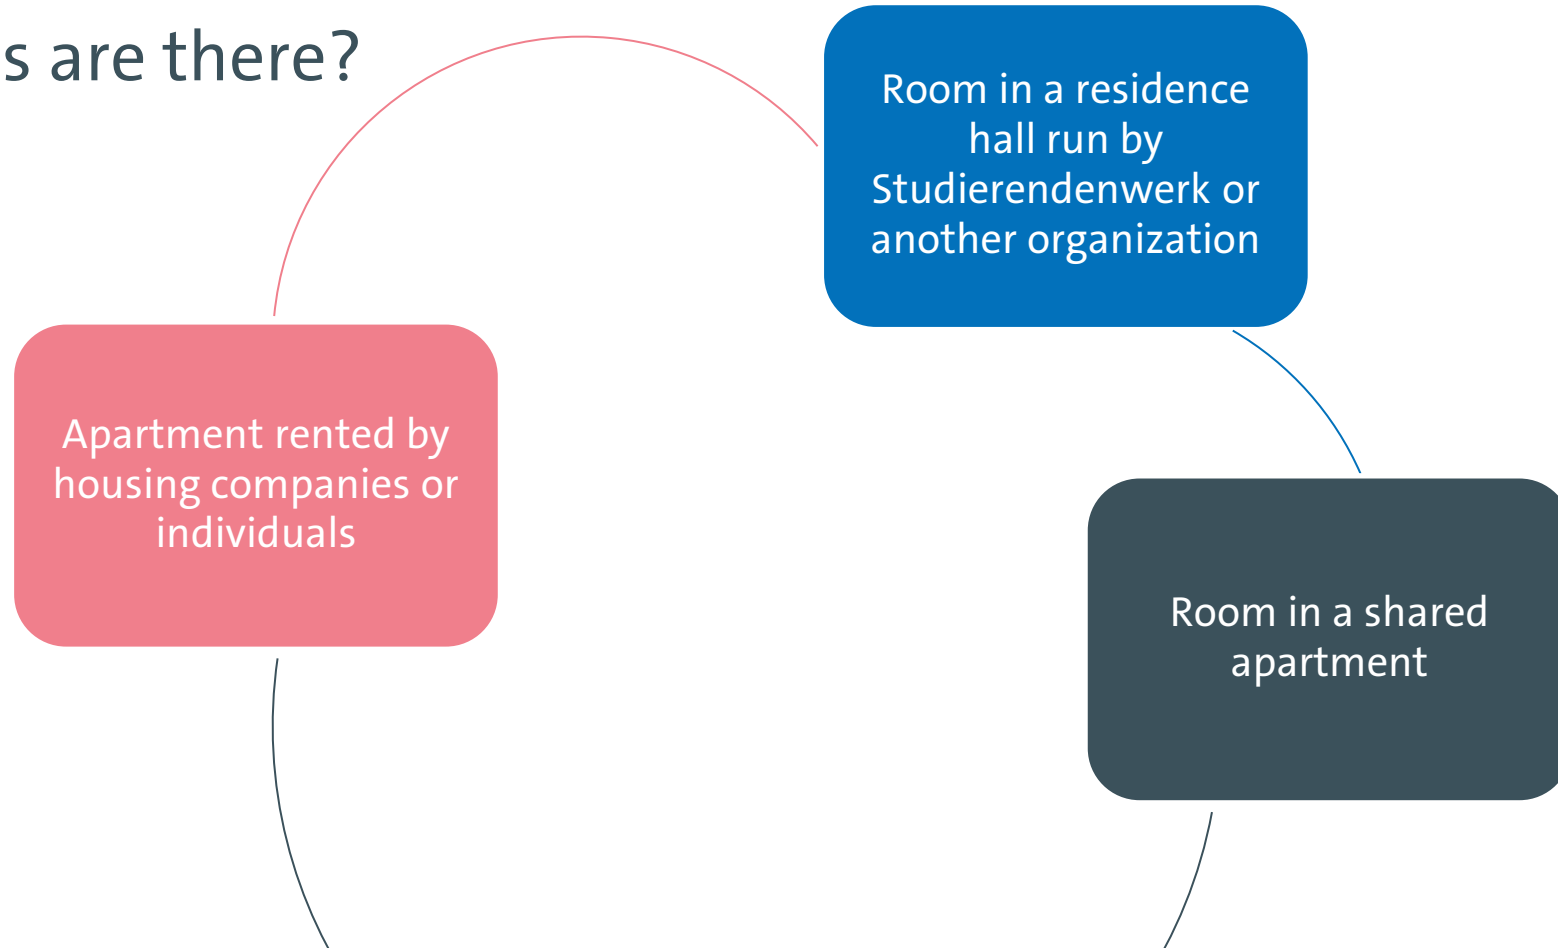 s are there?
Room in a residence
hall run by
Studierendenwerk or
another organization
Apartment rented by
housing companies or
individuals
Room in a shared
apartment